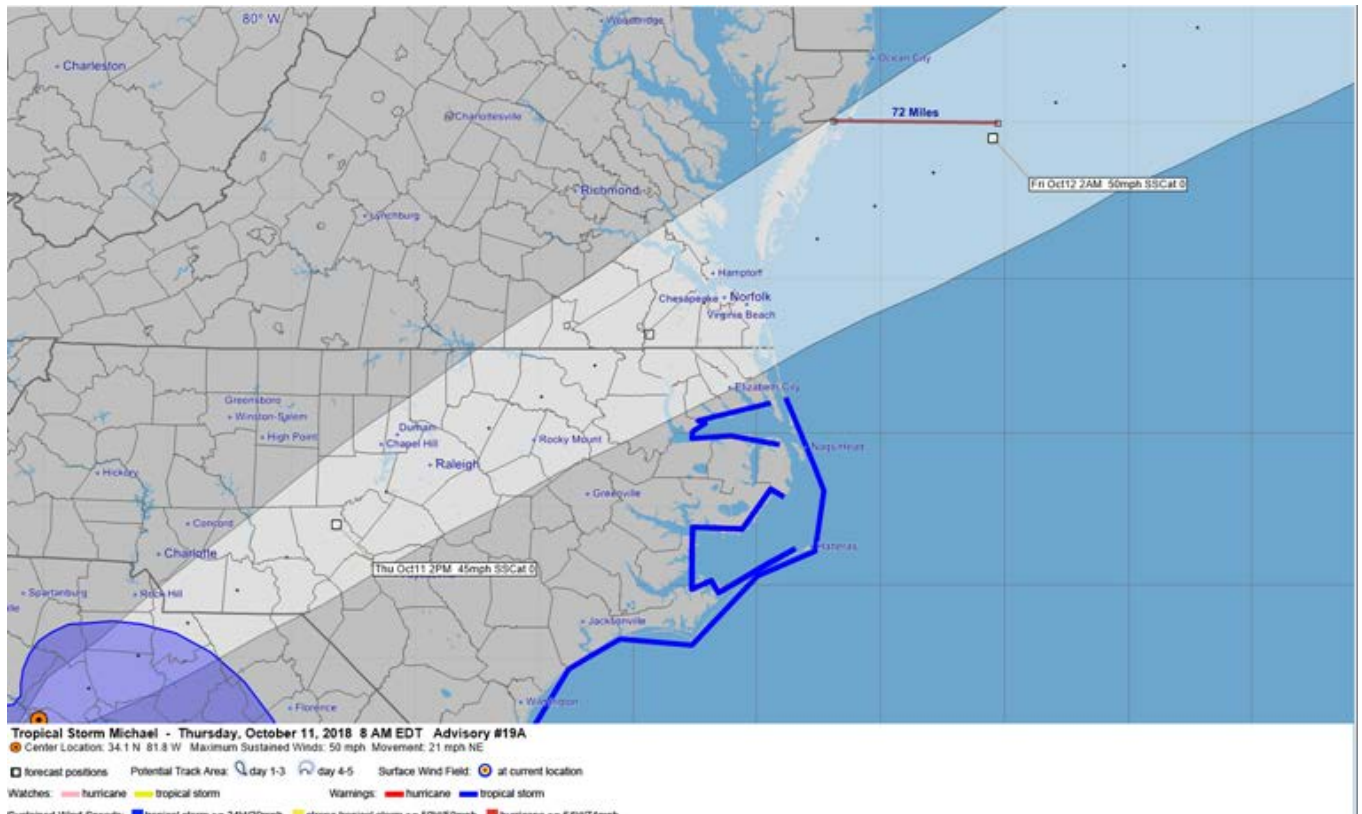 80° W
Woodbridge
Charleston
Ocean City
Charlottesville
72 Miles
Fri Oct12 2AM 50mph SSCat 0
Richmond
Lynchburg
Hampton
Chesapeake
Norfolk
Virginia Beach
Elizabeth City
Greensboro
Winston-Salem
Durham
High Point
Chapel Hill
Rocky Mount
Nags Head
Raleigh
Hickory
Greenville
Concord
Charlotte
Hatteras
Thu Oct11 2PM 45mph SSCat 0
Spartanburg
Rock Hill
Jacksonville
Florence
Wilmington
Tropical Storm Michael - Thursday, October 11, 2018 8 AM EDT Advisory #19A
Center Location: 34.1 N 81.8 W Maximum Sustained Winds: 50 mph Movement: 21 mph NE
forecast positions Potential Track Area: day 1-3 day 4-5 Surface Wind Field: at current location
Watches: hurricane tropical storm Warnings: hurricane tropical storm